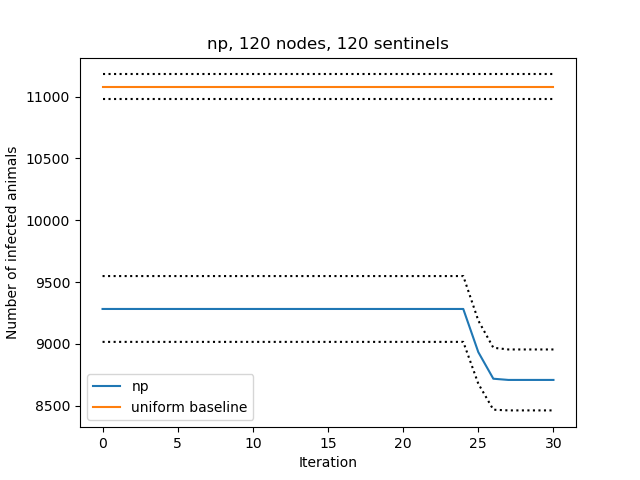 np, 120 nodes, 120 sentinels
Number of infected animals
11000
10500
10000
9500
9000
8500
np
uniform baseline
0 5 10 15 20 25 30
Iteration